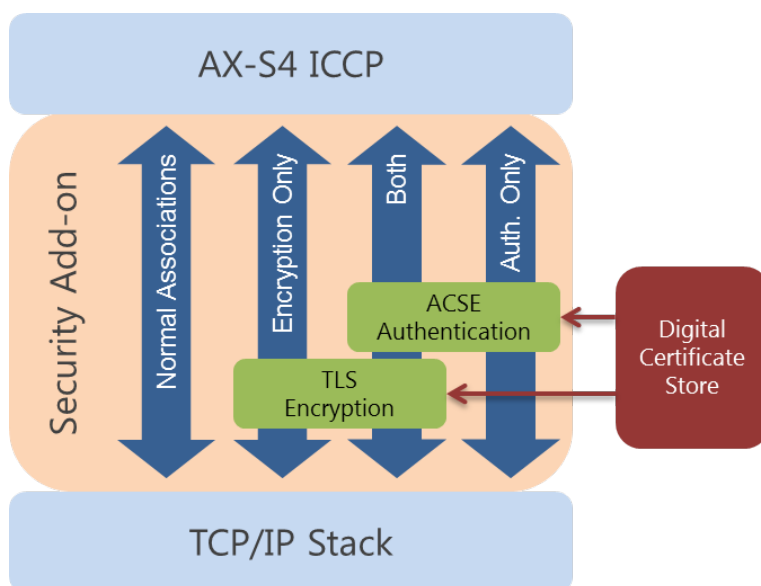 AX-S4 ICCP
Security Add-on
Normal Associations
Encryption Only
Both
Auth. Only
ACSE
Authentication
TLS
Encryption
Digital
Certificate
Store
TCP/IP Stack